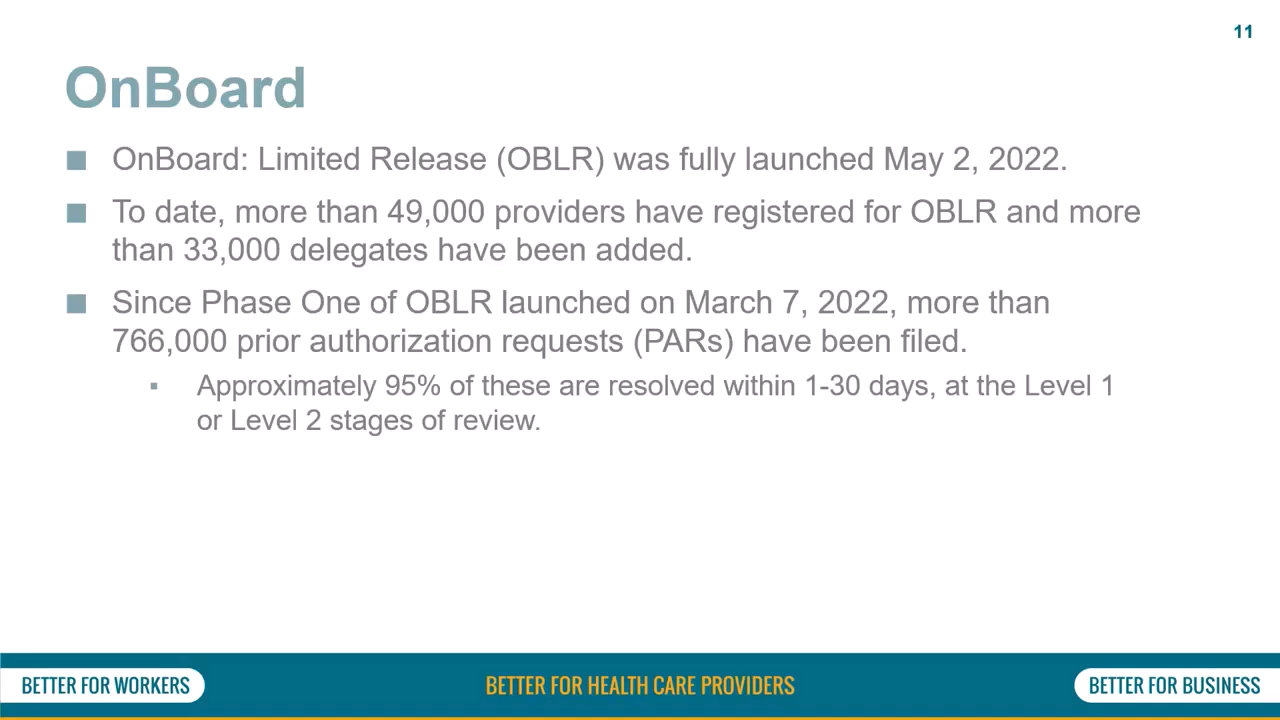 11
OnBoard
■ OnBoard: Limited Release (OBLR) was fully launched May 2, 2022.
■ To date, more than 49,000 providers have registered for OBLR and more
than 33,000 delegates have been added.
■ Since Phase One of OBLR launched on March 7, 2022, more than
766,000 prior authorization requests (PARs) have been filed.
▪ Approximately 95% of these are resolved within 1-30 days, at the Level 1
or Level 2 stages of review.
BETTER FOR WORKERS
BETTER FOR HEALTH CARE PROVIDERS
BETTER FOR BUSINESS